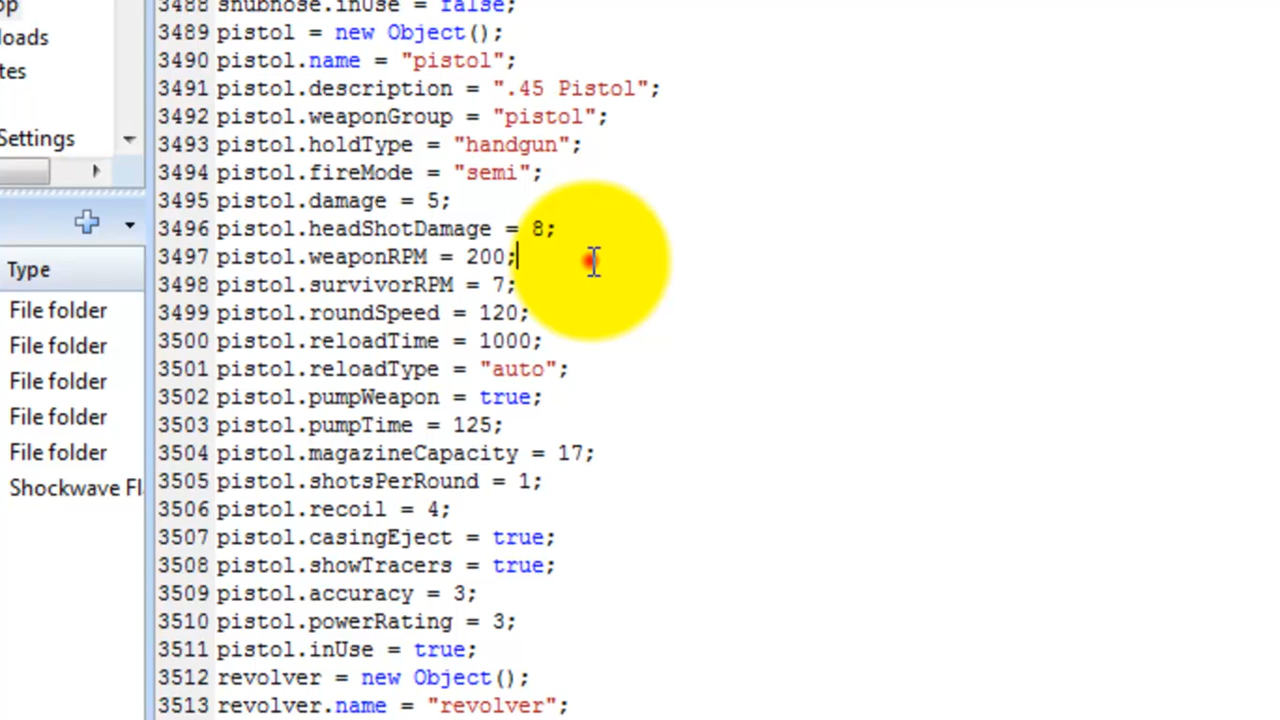 op
loads
tes
Settings
Type
File folder
File folder
File folder
File folder
File folder
Shockwave Fl
3488 snubnose.inUse = false;
3489 pistol = new Object();
3490 pistol.name = "pistol";
3491 pistol.description = ".45 Pistol";
3492 pistol.weaponGroup = "pistol";
3493 pistol.holdType = "handgun";
3494 pistol.fireMode = "semi";
3495 pistol.damage = 5;
3496 pistol.headShotDamage = 8;
3497 pistol.weaponRPM = 200;
3498 pistol.survivorRPM = 7;
3499 pistol.roundSpeed = 120;
3500 pistol.reloadTime = 1000;
3501 pistol.reloadType = "auto";
3502 pistol.pumpWeapon = true;
3503 pistol.pumpTime = 125;
3504 pistol.magazineCapacity = 17;
3505 pistol.shotsPerRound = 1;
3506 pistol.recoil = 4;
3507 pistol.casingEject = true;
3508 pistol.showTracers = true;
3509 pistol.accuracy = 3;
3510 pistol.powerRating = 3;
3511 pistol.inUse = true;
3512 revolver = new Object();
3513 revolver.name = "revolver";